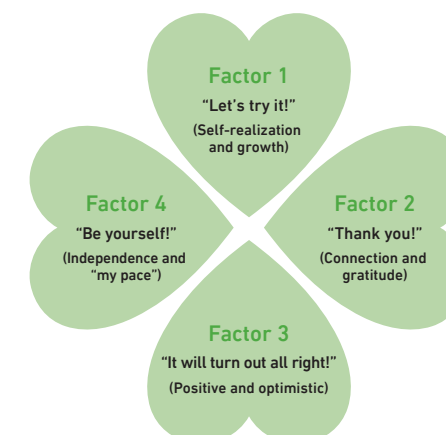 Factor 1
“Let’s try it!”
(Self-realization
and growth)
Factor 4
“Be yourself!”
(Independence and
“my pace”)
Factor 2
“Thank you!”
(Connection and
gratitude)
Factor 3
“It will turn out all right!”
(Positive and optimistic)